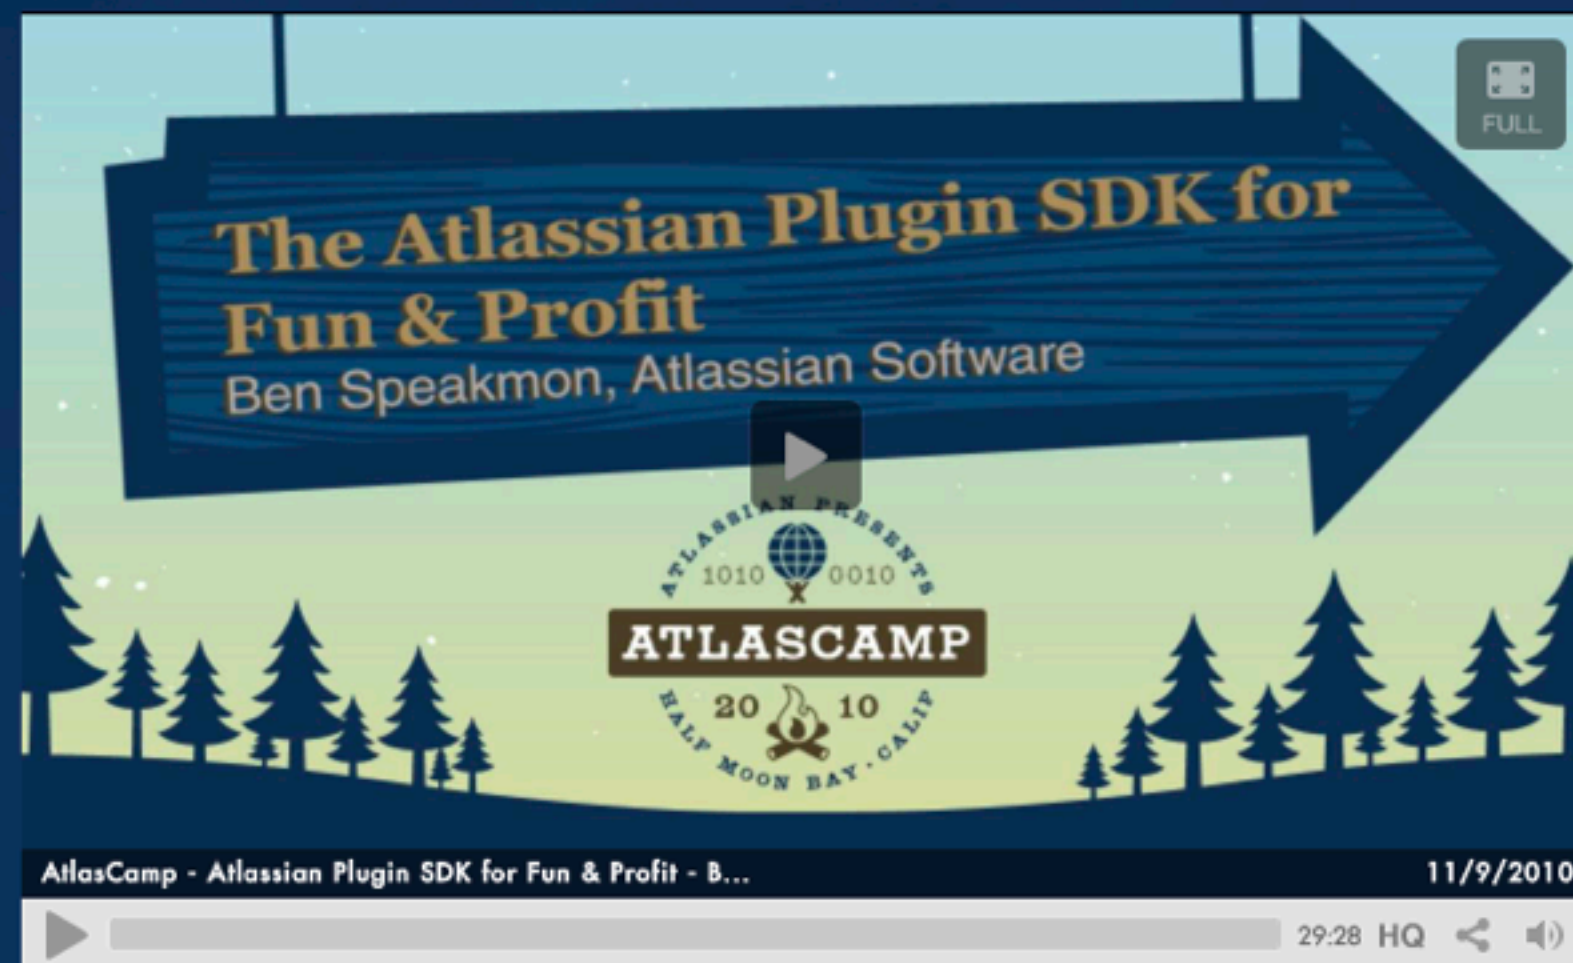 FULL
The Atlassian Plugin SDK for
Fun & Profit
Ben Speakmon, Atlassian Software
ATLASSIAN PRESENTS
1010 0010
ATLASCAMP
20 10
HALF MOON BAY · CALIF
AtlasCamp - Atlassian Plugin SDK for Fun & Profit - B...
11/9/2010
29:28 HQ